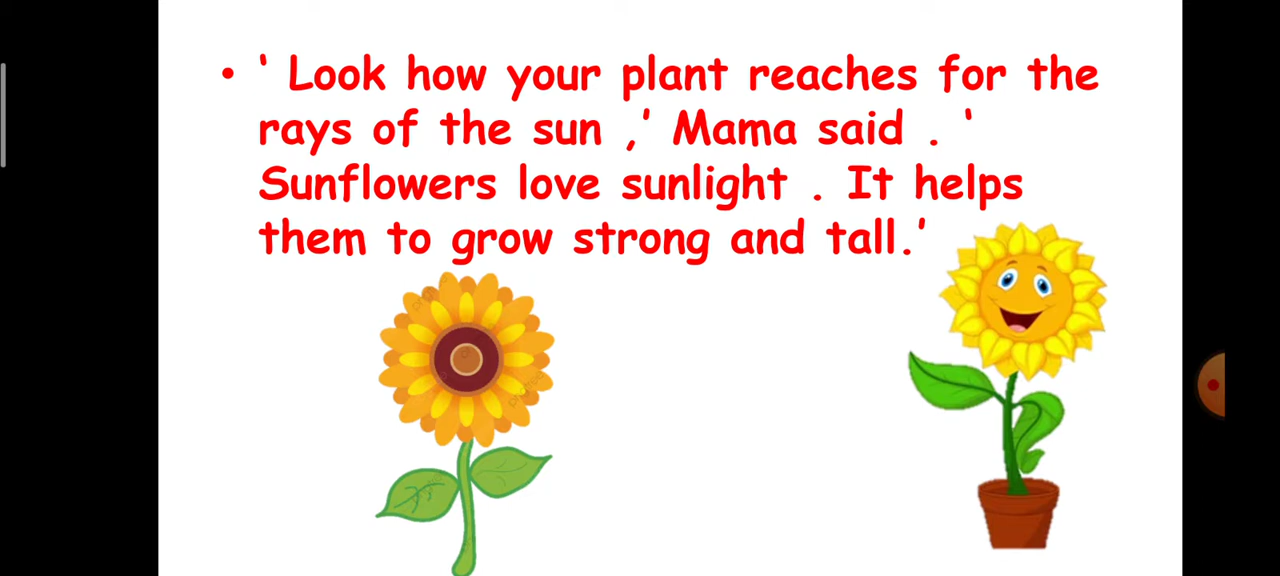 • ‘ Look how your plant reaches for the
rays of the sun ,’ Mama said . ‘
Sunflowers love sunlight . It helps
them to grow strong and tall.’